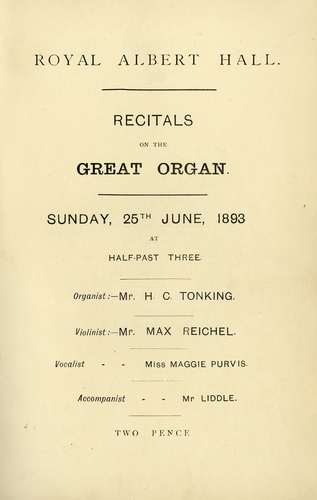 ROYAL ALBERT HALL.
RECITALS
ON THE
GREAT ORGAN.
SUNDAY, 25TH JUNE, 1893
AT
HALF-PAST THREE.
Organist:—Mr. H. C. TONKING.
Violinist:—Mr. MAX REICHEL.
Vocalist - - Miss MAGGIE PURVIS.
Accompanist - - Mr LIDDLE.
TWO PENCE